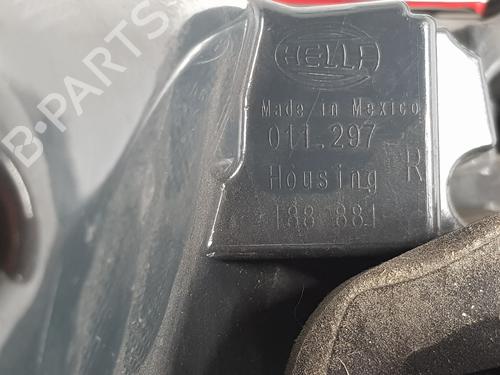 B-PARTS
HELLA
Made in Mexico
011.297
Housing R
188 881